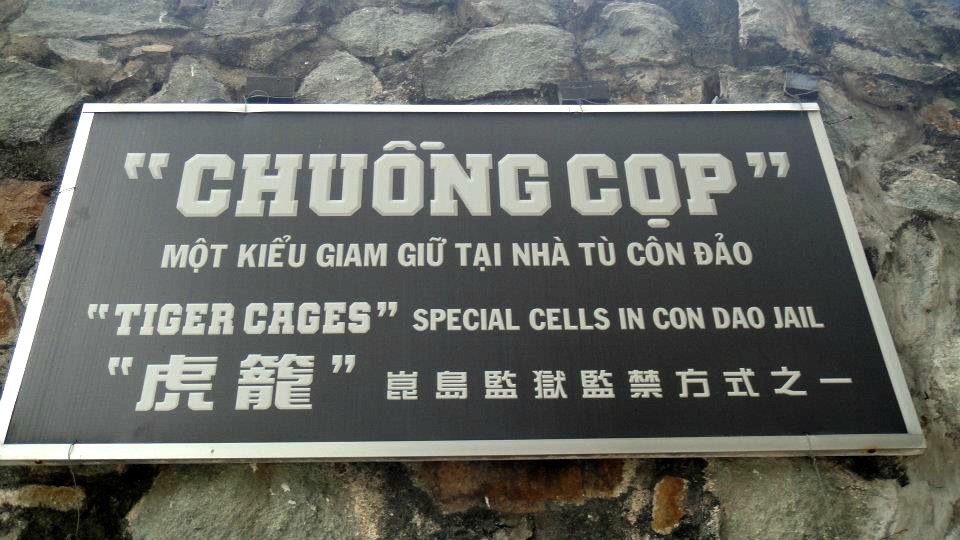 "CHUỒNG CỌP"
MỘT KIỂU GIAM GIỮ TẠI NHÀ TÙ CÔN ĐẢO
"TIGER CAGES" SPECIAL CELLS IN CON DAO JAIL
"虎籠" 崑島監獄監禁方式之一